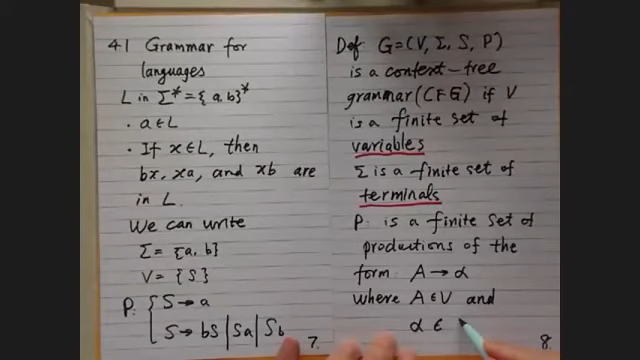 4.1 Grammar for
languages
L in Σ* = {a, b}*
· a ∈ L
· If x ∈ L, then
bx, xa, and xb are
in L.
We can write
Σ = {a, b}
V = {S}
P: { S → a
S → bS | Sa | Sb
7.
Def G = (V, Σ, S, P)
is a context-free
grammar (CFG) if V
is a finite set of
variables
Σ is a finite set of
terminals
P is a finite set of
productions of the
form A → α
where A ∈ V and
α ∈
8.